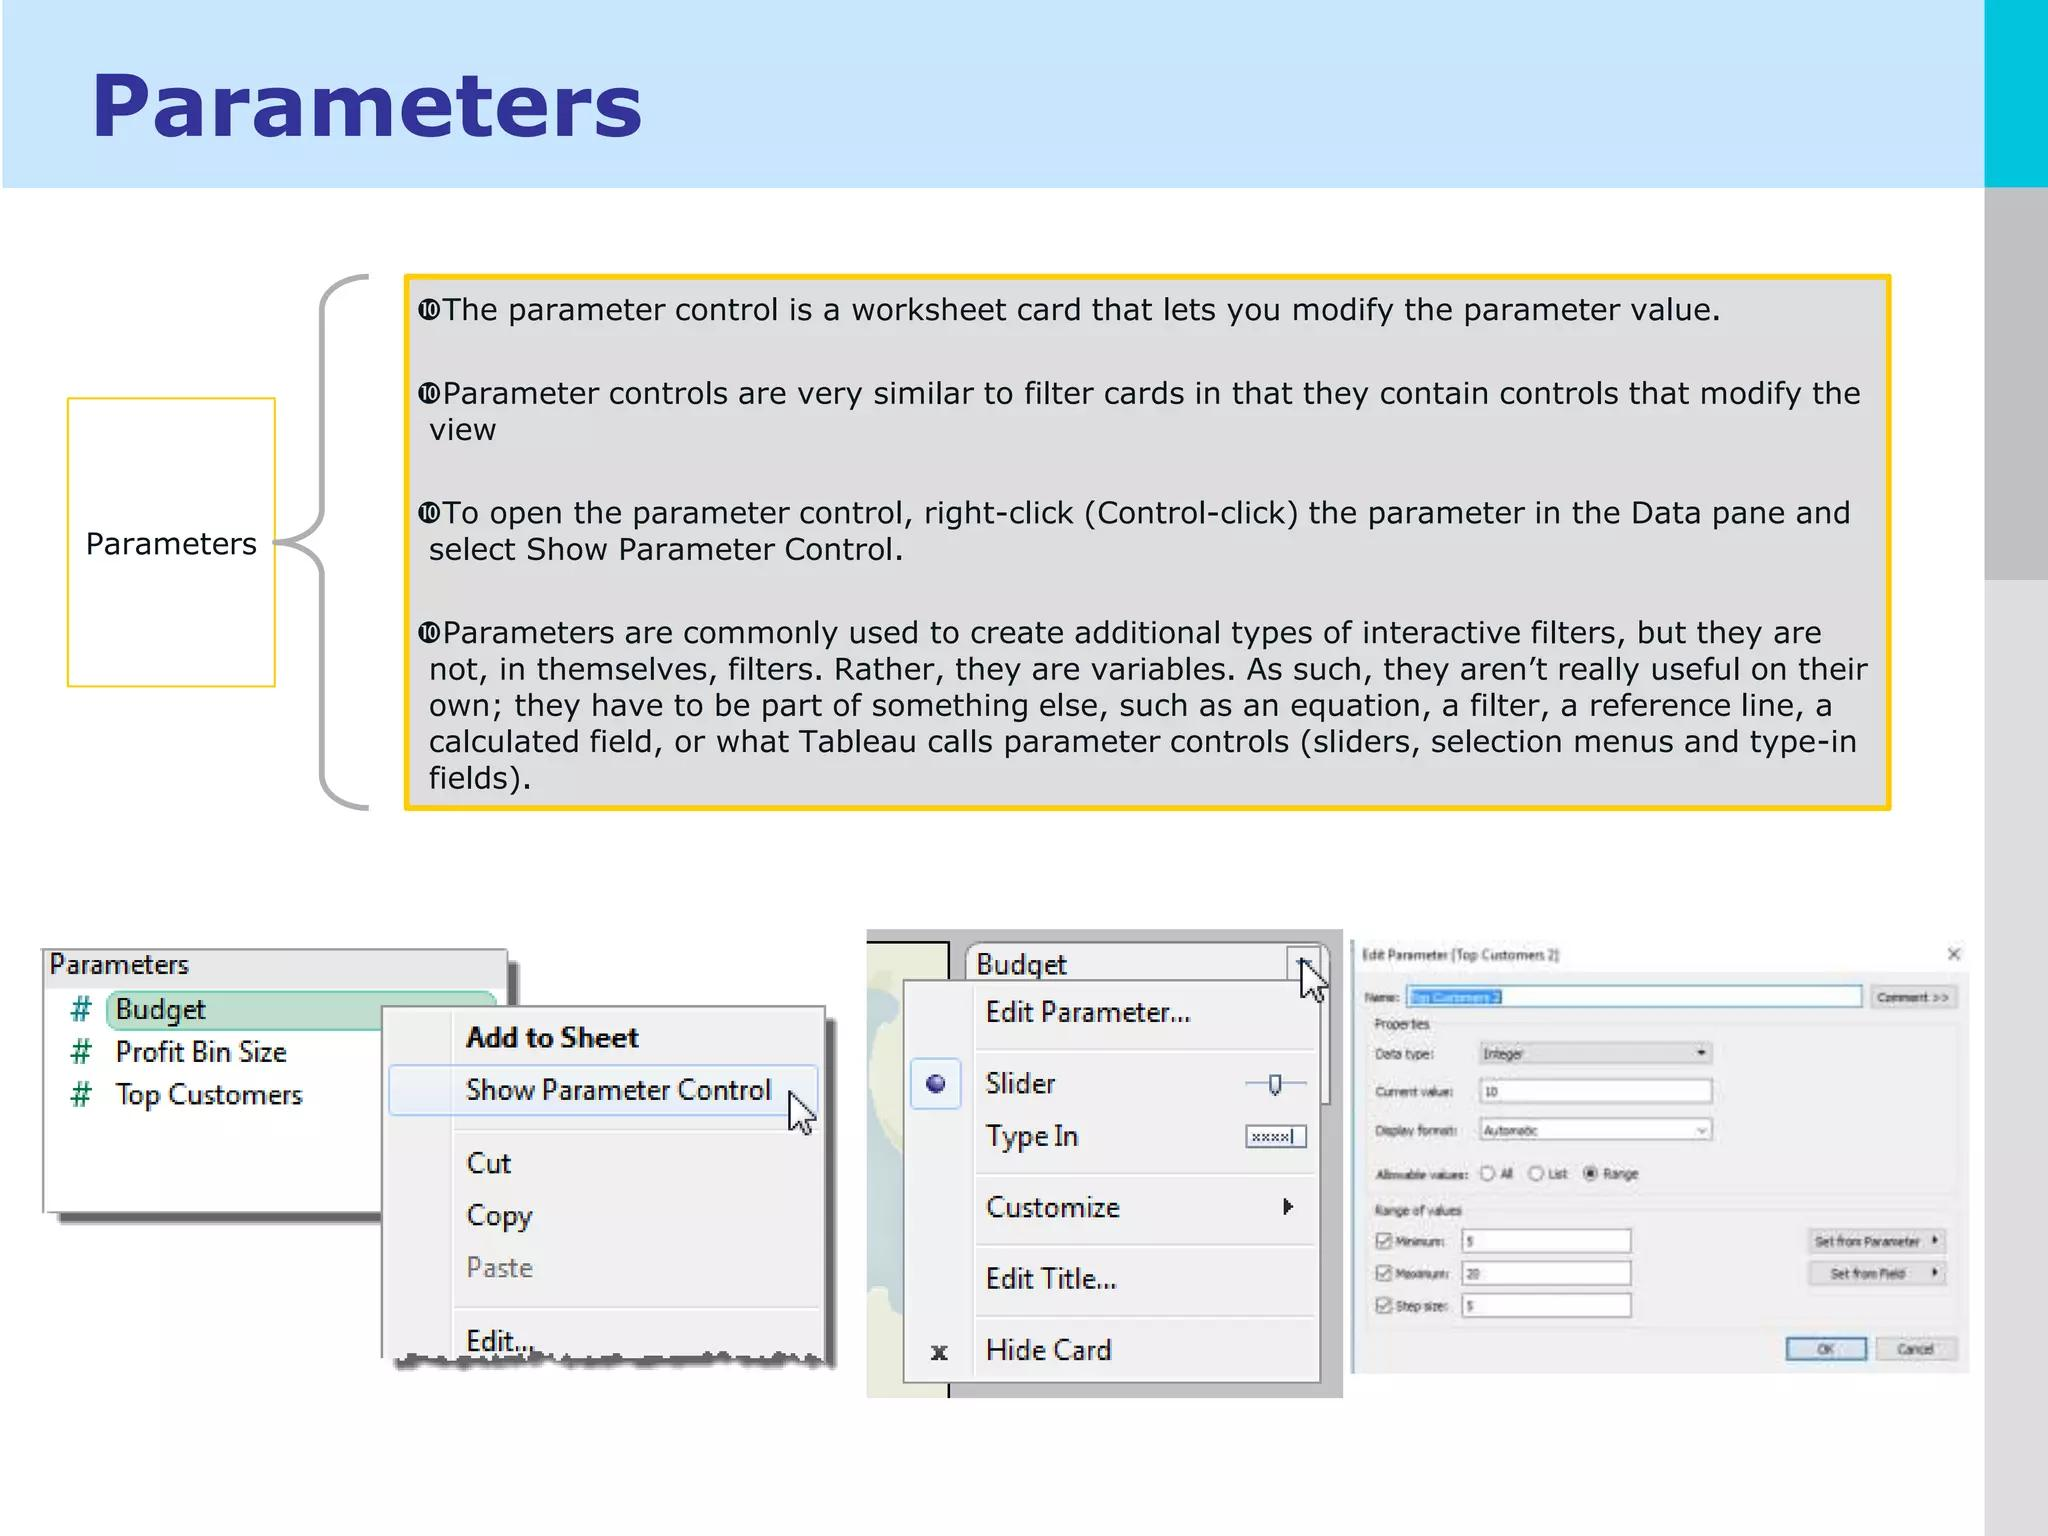 Parameters
❿The parameter control is a worksheet card that lets you modify the parameter value.
❿Parameter controls are very similar to filter cards in that they contain controls that modify the
view
❿To open the parameter control, right-click (Control-click) the parameter in the Data pane and
select Show Parameter Control.
❿Parameters are commonly used to create additional types of interactive filters, but they are
not, in themselves, filters. Rather, they are variables. As such, they aren’t really useful on their
own; they have to be part of something else, such as an equation, a filter, a reference line, a
calculated field, or what Tableau calls parameter controls (sliders, selection menus and type-in
fields).
Parameters
Parameters
# Budget
# Profit Bin Size
# Top Customers
Add to Sheet
Show Parameter Control
Cut
Copy
Paste
Edit...
Budget
Edit Parameter...
Slider
Type In
xxxx
Customize
Edit Title...
x Hide Card
Edit Parameter [Top Customers 2]
Name: Top Customers 2 Comment >>
Properties
Data type: Integer
Current value: 10
Display format: Automatic
Allowable values: All List Range
Range of values
Minimum: 5 Set from Parameter
Maximum: 20 Set from Field
Step size: 5
OK Cancel